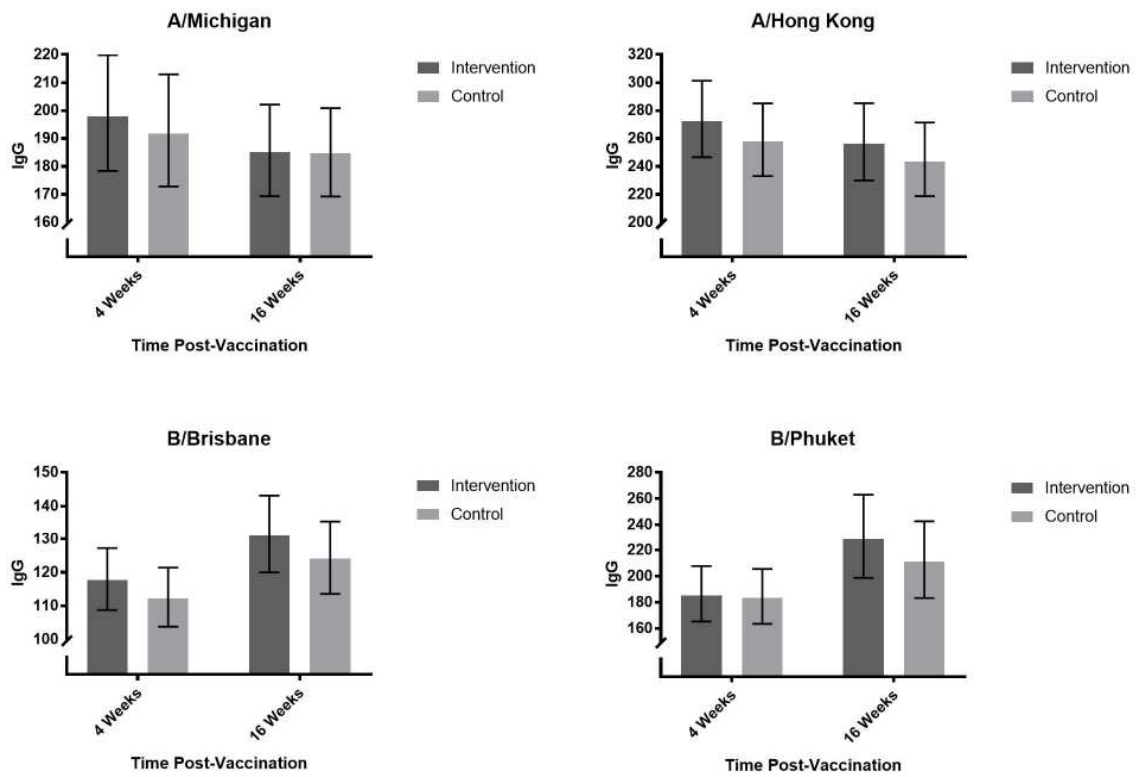 A/Michigan
220
210
200
190
180
170
160
IgG
Intervention
Control
4 Weeks
16 Weeks
Time Post-Vaccination
A/Hong Kong
320
300
280
260
240
220
200
IgG
Intervention
Control
4 Weeks
16 Weeks
Time Post-Vaccination
B/Brisbane
150
140
130
120
110
100
IgG
Intervention
Control
4 Weeks
16 Weeks
Time Post-Vaccination
B/Phuket
280
260
240
220
200
180
160
IgG
Intervention
Control
4 Weeks
16 Weeks
Time Post-Vaccination